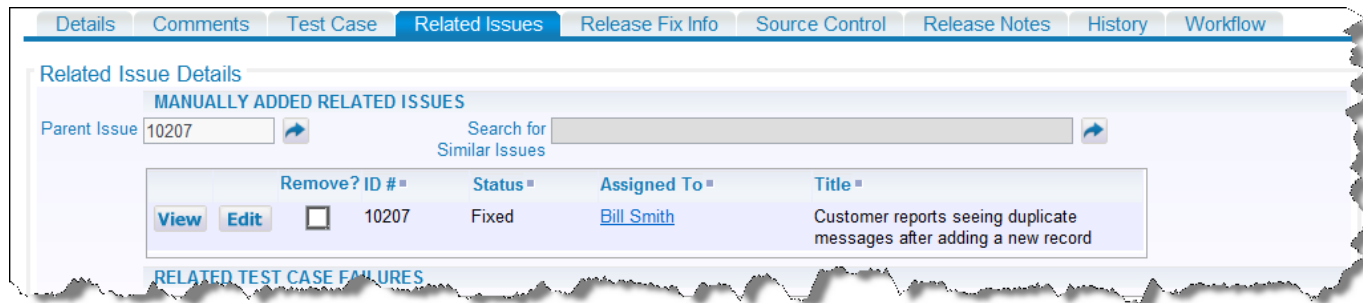 Details Comments Test Case Related Issues Release Fix Info Source Control Release Notes History Workflow
Related Issue Details
MANUALLY ADDED RELATED ISSUES
Parent Issue 10207 Search for
Similar Issues
Remove? ID # Status Assigned To Title
View Edit 10207 Fixed Bill Smith Customer reports seeing duplicate
messages after adding a new record
RELATED TEST CASE FAILURES